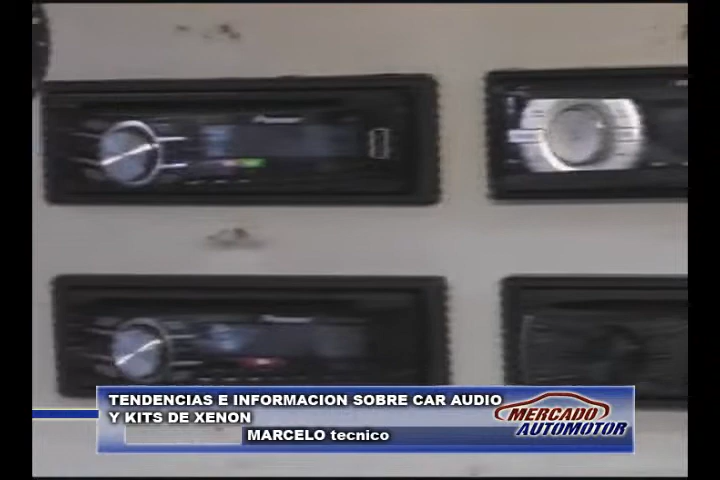 TENDENCIAS E INFORMACION SOBRE CAR AUDIO
Y KITS DE XENON
MARCELO tecnico
MERCADO
AUTOMOTOR